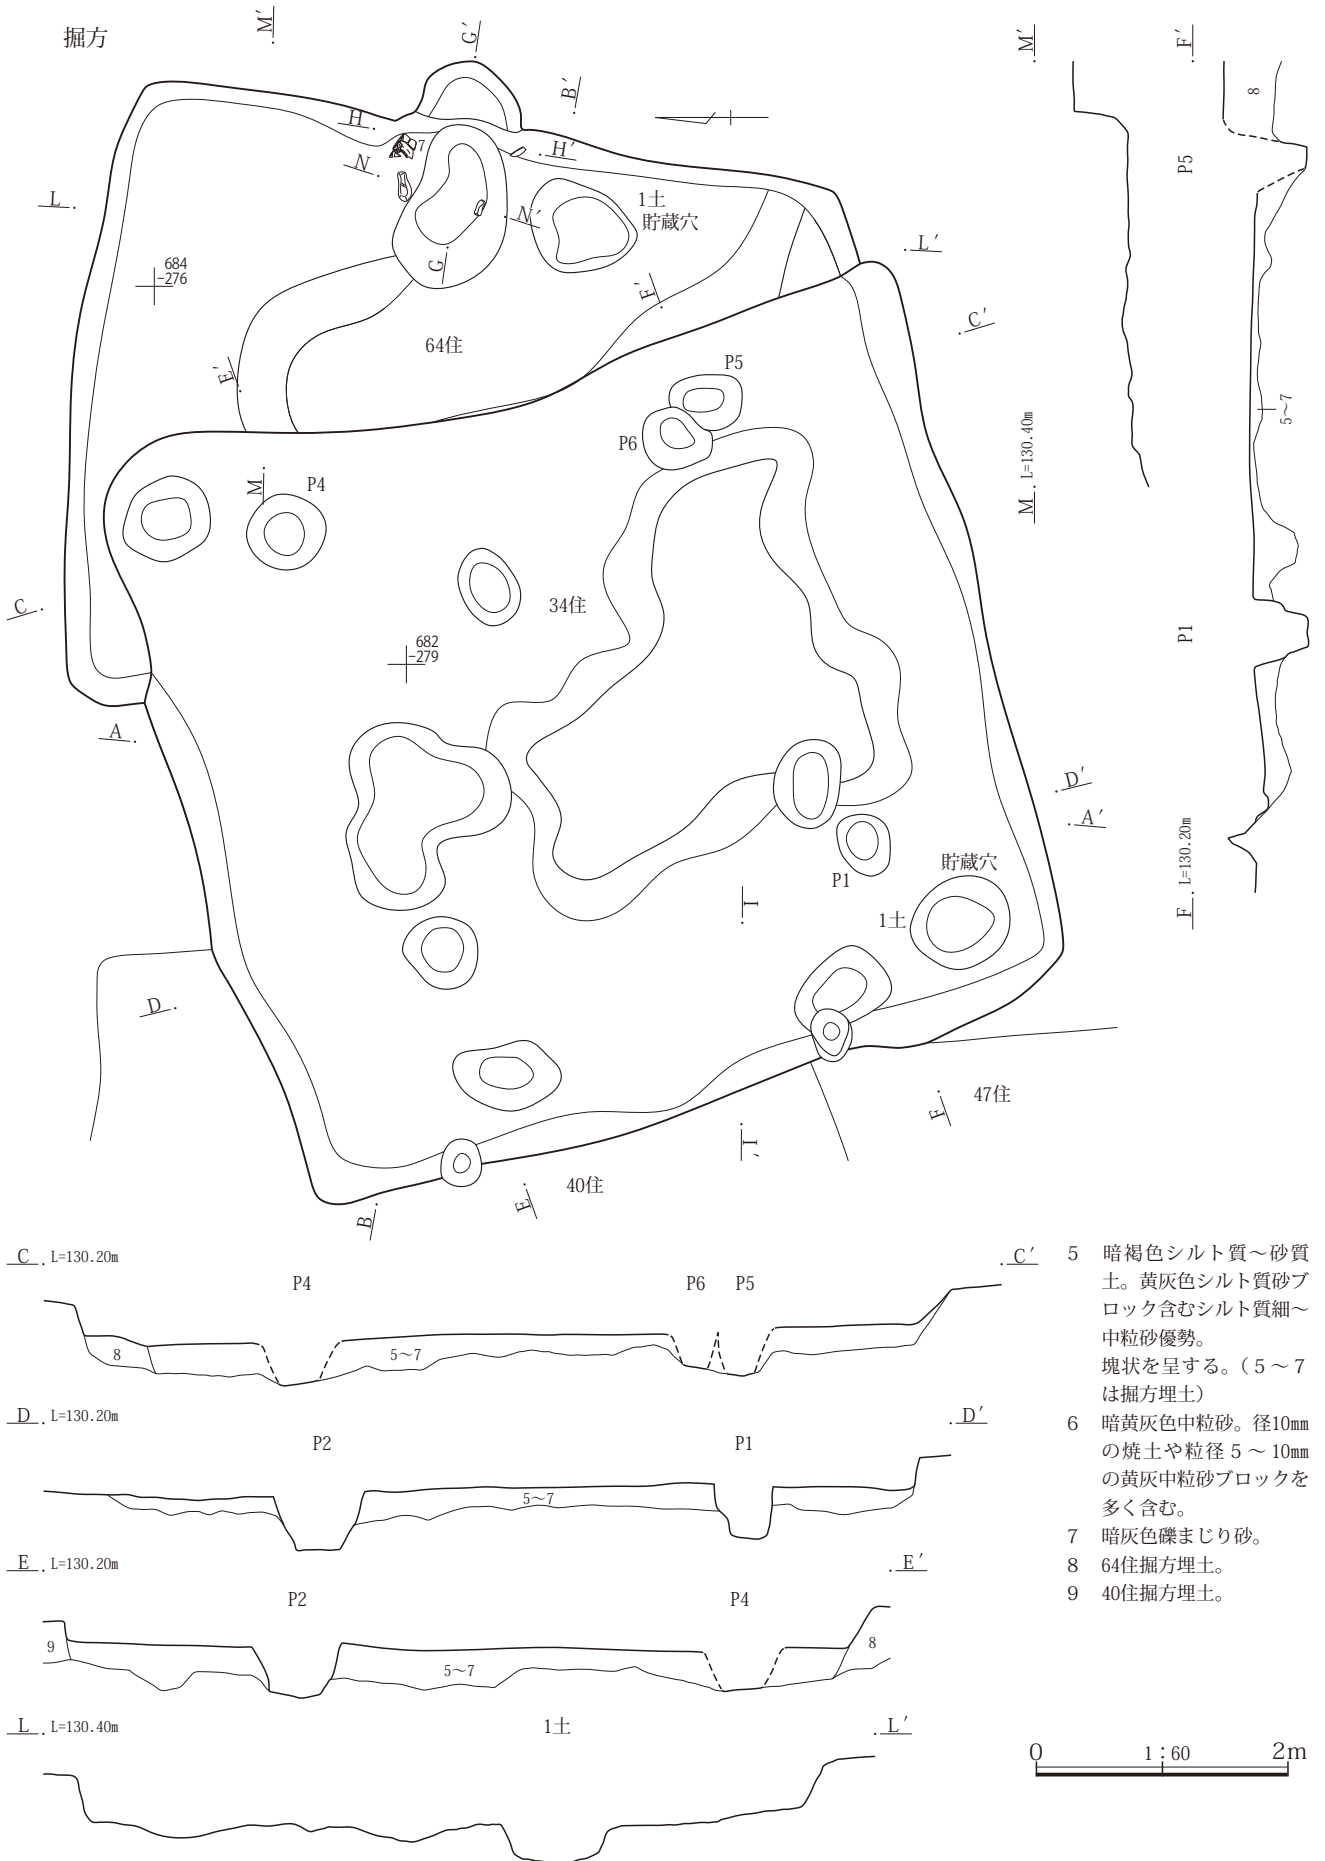 掘方
M′
G′
B′
H
7
H′
N
N′
L
1土
貯蔵穴
L′
684
-276
G
F′
C′
64住
E′
P5
P6
M
P4
C
34住
682
-279
A
D′
A′
貯蔵穴
P1
I
1土
D
47住
F
I′
40住
E
B
M′
F′
8
P5
M L=130.40m
5～7
P1
F L=130.20m
C L=130.20m
C′
P4
P6
P5
8
5～7
D L=130.20m
D′
P2
P1
5～7
E L=130.20m
E′
P2
P4
9
8
5～7
L L=130.40m
1土
L′
5 暗褐色シルト質～砂質
土。黄灰色シルト質砂ブ
ロック含むシルト質細～
中粒砂優勢。
塊状を呈する。（５～７
は掘方埋土）
6 暗黄灰色中粒砂。径10㎜
の焼土や粒径５～10㎜
の黄灰中粒砂ブロックを
多く含む。
7 暗灰色礫まじり砂。
8 64住掘方埋土。
9 40住掘方埋土。
0 1：60 2m